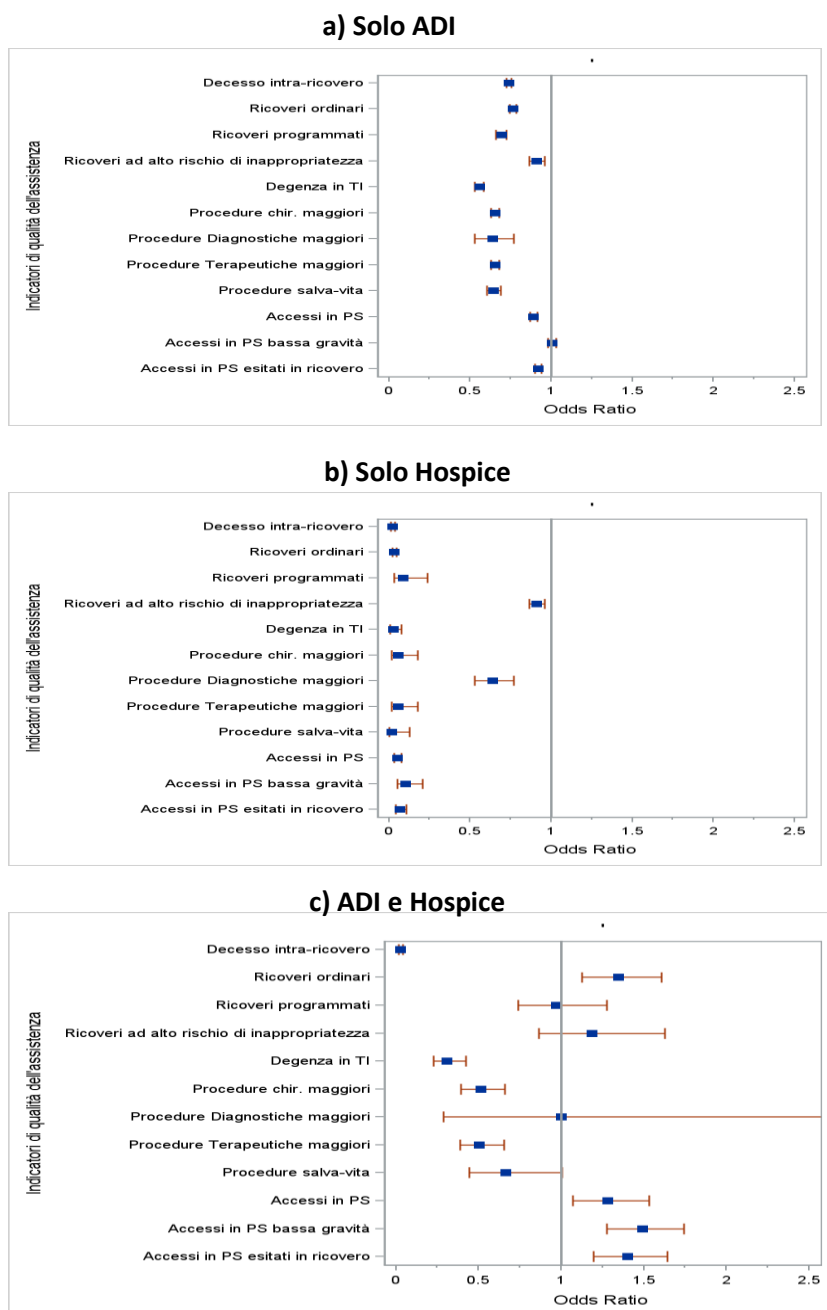 a) Solo ADI
Indicatori di qualità dell'assistenza
Decesso intra-ricovero
Ricoveri ordinari
Ricoveri programmati
Ricoveri ad alto rischio di inappropriatezza
Degenza in TI
Procedure chir. maggiori
Procedure Diagnostiche maggiori
Procedure Terapeutiche maggiori
Procedure salva-vita
Accessi in PS
Accessi in PS bassa gravità
Accessi in PS esitati in ricovero
0 0.5 1 1.5 2 2.5
Odds Ratio
b) Solo Hospice
Indicatori di qualità dell'assistenza
Decesso intra-ricovero
Ricoveri ordinari
Ricoveri programmati
Ricoveri ad alto rischio di inappropriatezza
Degenza in TI
Procedure chir. maggiori
Procedure Diagnostiche maggiori
Procedure Terapeutiche maggiori
Procedure salva-vita
Accessi in PS
Accessi in PS bassa gravità
Accessi in PS esitati in ricovero
0 0.5 1 1.5 2 2.5
Odds Ratio
c) ADI e Hospice
Indicatori di qualità dell'assistenza
Decesso intra-ricovero
Ricoveri ordinari
Ricoveri programmati
Ricoveri ad alto rischio di inappropriatezza
Degenza in TI
Procedure chir. maggiori
Procedure Diagnostiche maggiori
Procedure Terapeutiche maggiori
Procedure salva-vita
Accessi in PS
Accessi in PS bassa gravità
Accessi in PS esitati in ricovero
0 0.5 1 1.5 2 2.5
Odds Ratio